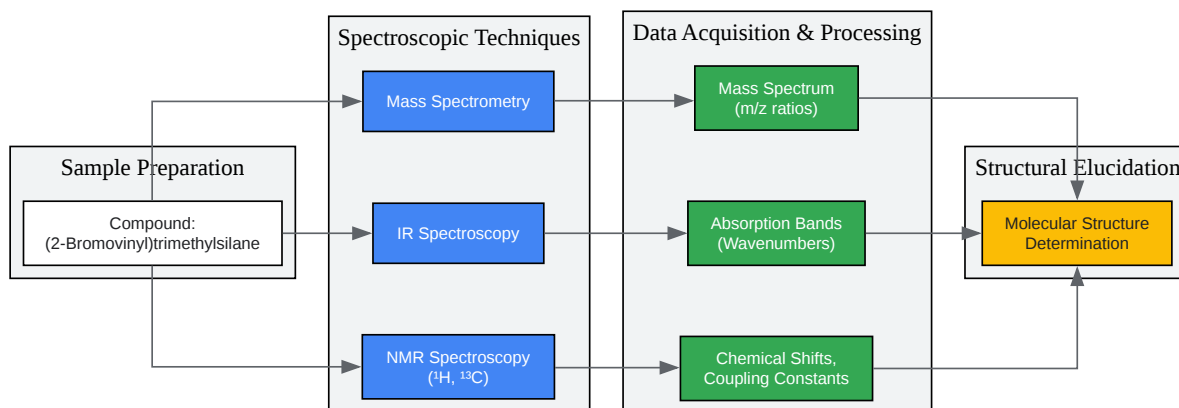 Spectroscopic Techniques
Data Acquisition & Processing
Mass Spectrometry
Mass Spectrum
(m/z ratios)
Sample Preparation
Structural Elucidation
Compound:
(2-Bromovinyl)trimethylsilane
IR Spectroscopy
Absorption Bands
(Wavenumbers)
Molecular Structure
Determination
NMR Spectroscopy
(¹H, ¹³C)
Chemical Shifts,
Coupling Constants